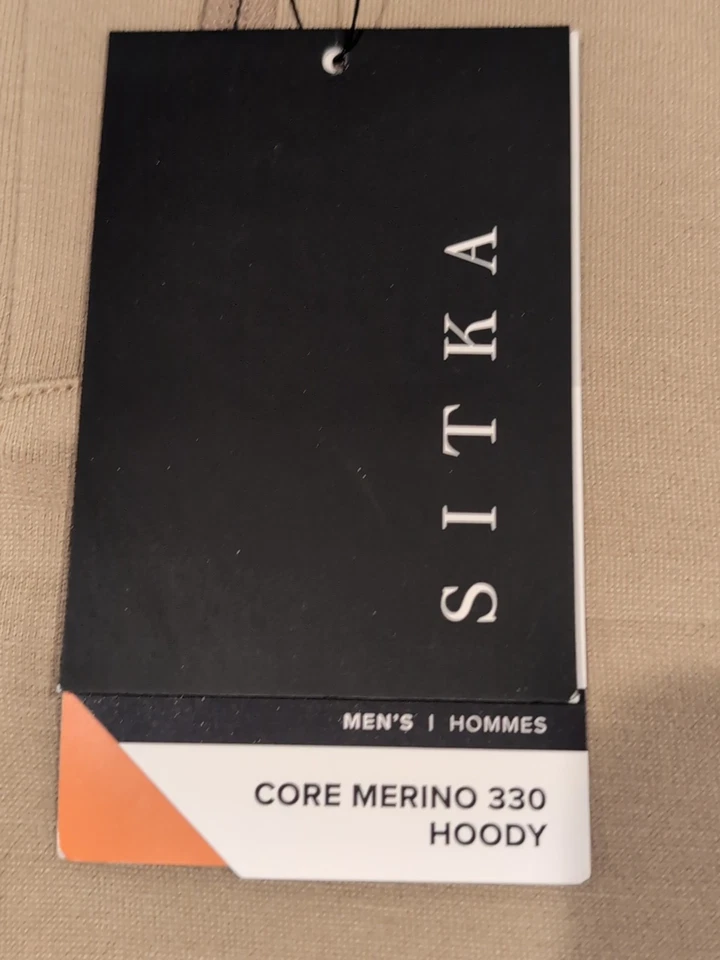 SITKA
MEN'S | HOMMES
CORE MERINO 330
HOODY